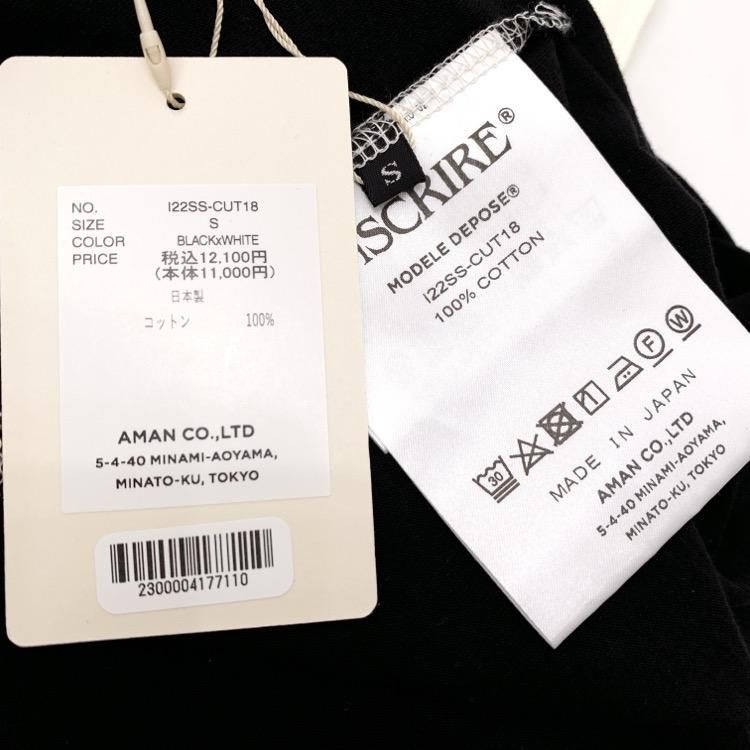 NO. I22SS-CUT18
SIZE S
COLOR BLACKxWHITE
PRICE 税込12,100円
(本体11,000円)
日本製
コットン 100%
AMAN CO.,LTD
5-4-40 MINAMI-AOYAMA,
MINATO-KU, TOKYO
2300004177110
S
SCRIRE®
MODELE DEPOSE®
I22SS-CUT18
100% COTTON
30
MADE IN JAPAN
AMAN CO.,LTD
5-4-40 MINAMI-AOYAMA,
MINATO-KU, TOKYO